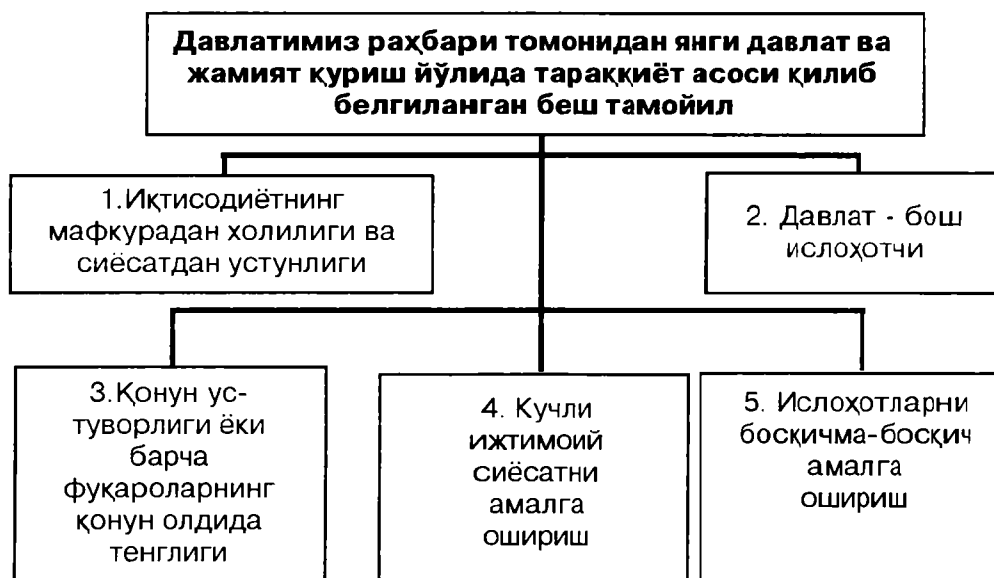 Давлатимиз раҳбари томонидан янги давлат ва
жамият қуриш йўлида тараққиёт асоси қилиб
белгиланган беш тамойил
1.Иқтисодиётнинг
мафкурадан холилиги ва
сиёсатдан устунлиги
2. Давлат - бош
ислоҳотчи
3.Қонун ус-
туворлиги ёки
барча
фуқароларнинг
қонун олдида
тенглиги
4. Кучли
ижтимоий
сиёсатни
амалга
ошириш
5. Ислоҳотларни
босқичма-босқич
амалга
ошириш